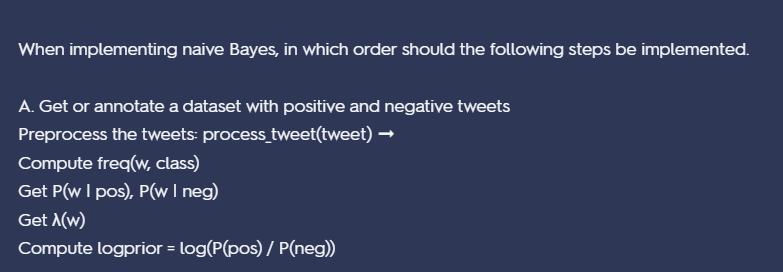 When implementing naive Bayes, in which order should the following steps be implemented.
A. Get or annotate a dataset with positive and negative tweets
Preprocess the tweets: process_tweet(tweet) ➞
Compute freq(w, class)
Get P(w | pos), P(w | neg)
Get λ(w)
Compute logprior = log(P(pos) / P(neg))